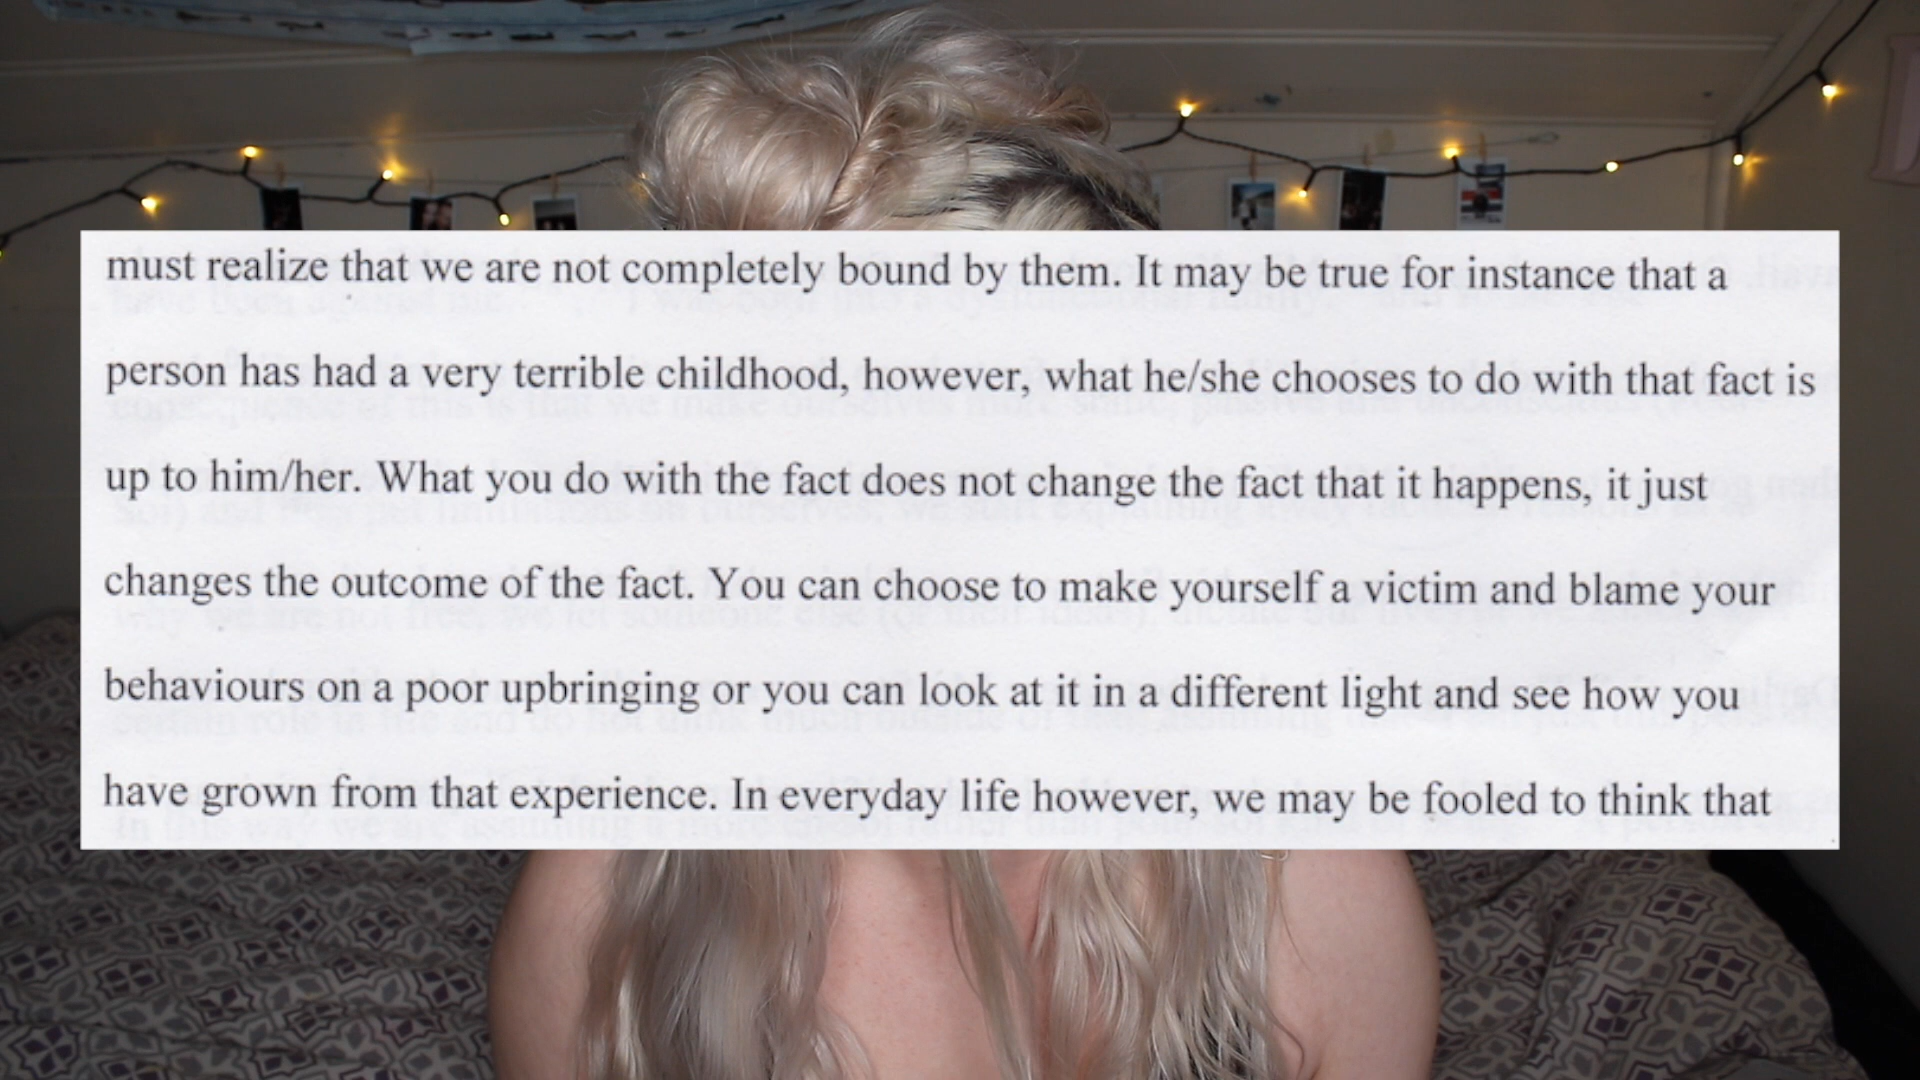 must realize that we are not completely bound by them. It may be true for instance that a
person has had a very terrible childhood, however, what he/she chooses to do with that fact is
up to him/her. What you do with the fact does not change the fact that it happens, it just
changes the outcome of the fact. You can choose to make yourself a victim and blame your
behaviours on a poor upbringing or you can look at it in a different light and see how you
have grown from that experience. In everyday life however, we may be fooled to think that